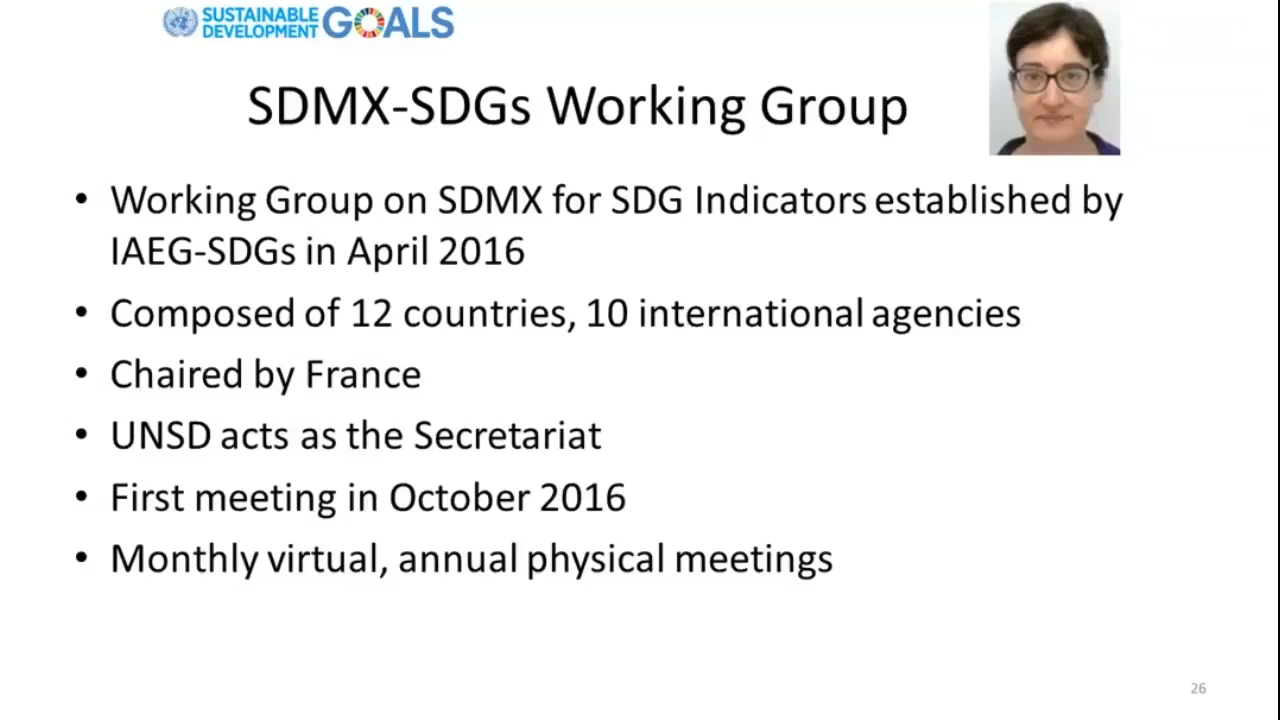 SUSTAINABLE
DEVELOPMENT GOALS
SDMX-SDGs Working Group
• Working Group on SDMX for SDG Indicators established by
IAEG-SDGs in April 2016
• Composed of 12 countries, 10 international agencies
• Chaired by France
• UNSD acts as the Secretariat
• First meeting in October 2016
• Monthly virtual, annual physical meetings
26